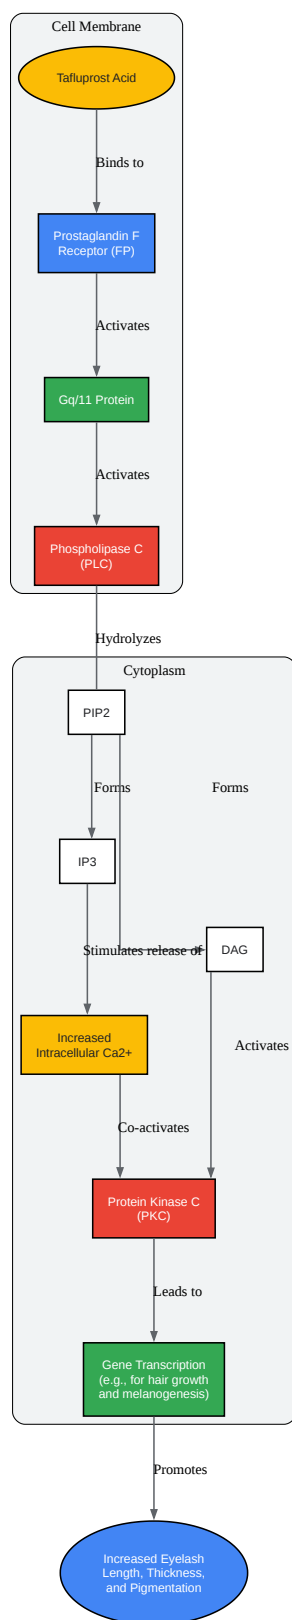 Cell Membrane
Tafluprost Acid
Binds to
Prostaglandin F
Receptor (FP)
Activates
Gq/11 Protein
Activates
Phospholipase C
(PLC)
Hydrolyzes
Cytoplasm
PIP2
Forms
Forms
IP3
Stimulates release of
DAG
Increased
Intracellular Ca2+
Activates
Co-activates
Protein Kinase C
(PKC)
Leads to
Gene Transcription
(e.g., for hair growth
and melanogenesis)
Promotes
Increased Eyelash
Length, Thickness,
and Pigmentation